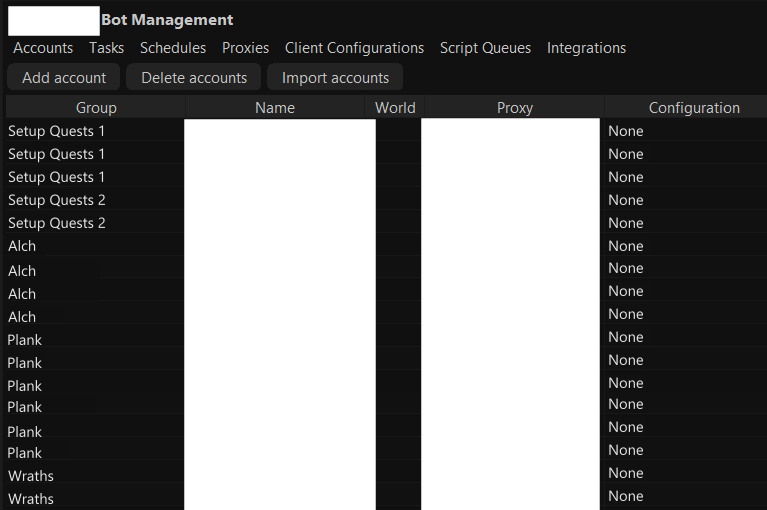 Bot Management
Accounts Tasks Schedules Proxies Client Configurations Script Queues Integrations
Add account Delete accounts Import accounts
Group Name World Proxy Configuration
Setup Quests 1 None
Setup Quests 1 None
Setup Quests 1 None
Setup Quests 2 None
Setup Quests 2 None
Alch None
Alch None
Alch None
Alch None
Plank None
Plank None
Plank None
Plank None
Plank None
Plank None
Wraths None
Wraths None